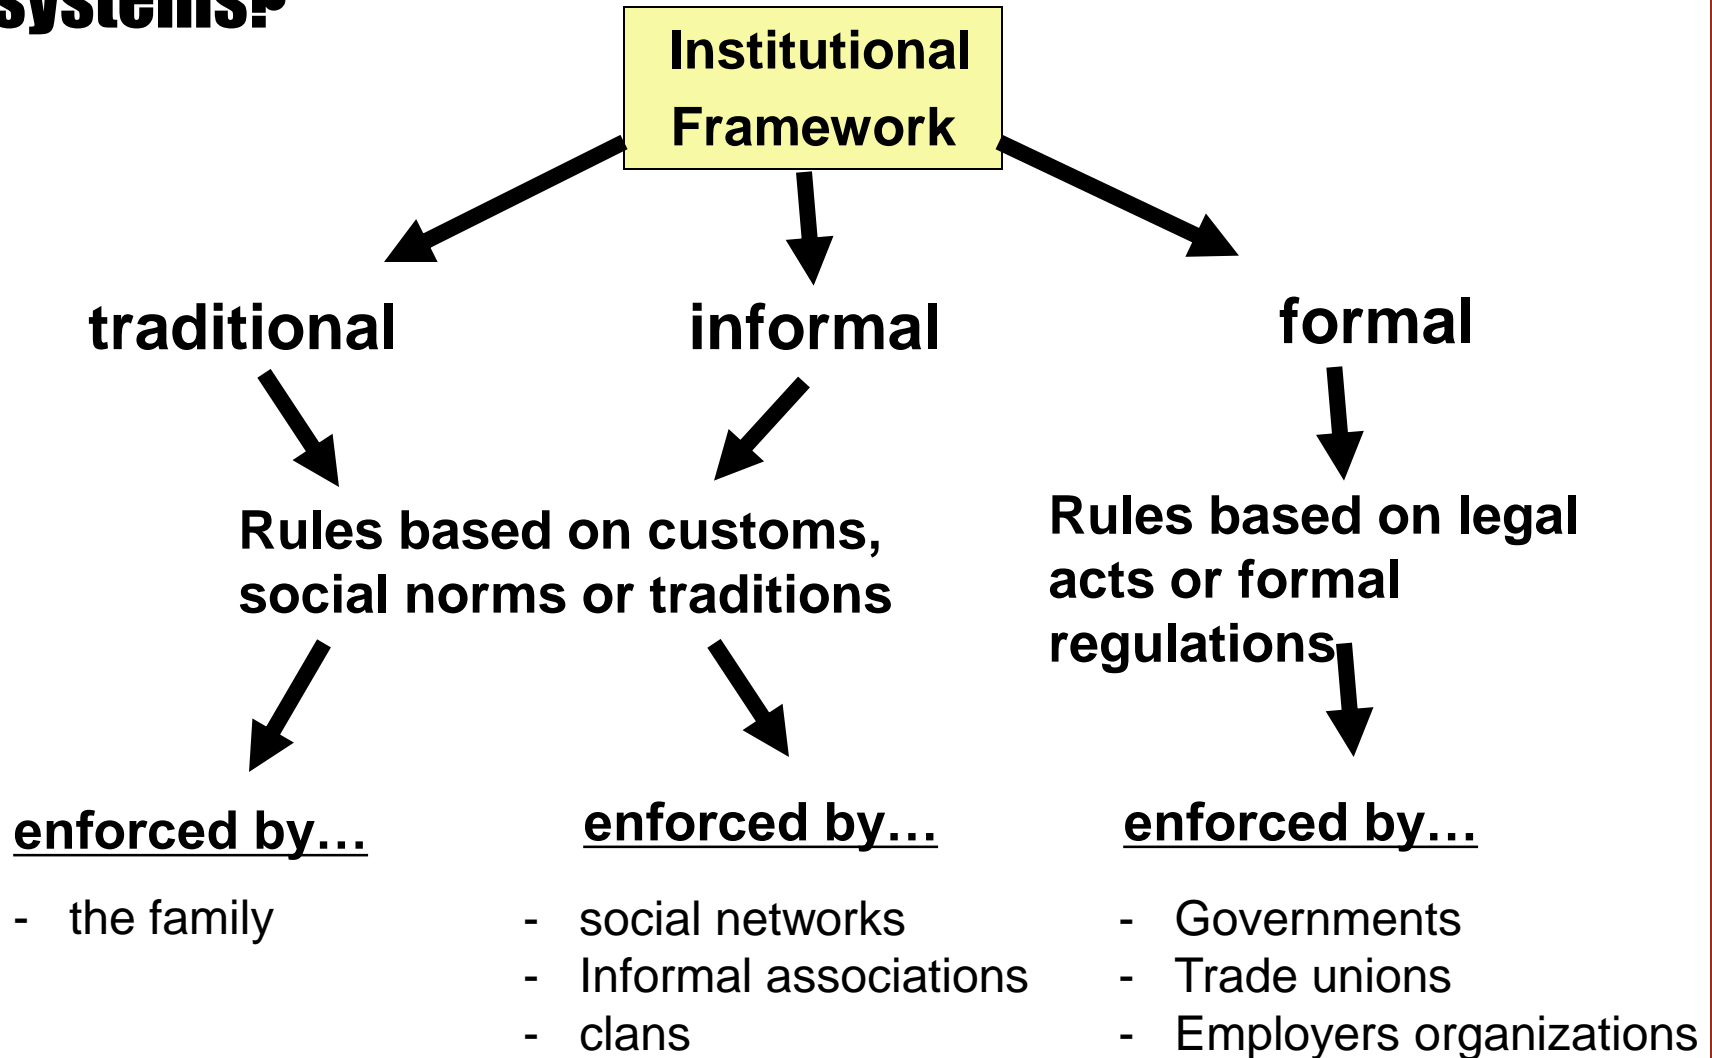 systems?
Institutional
Framework
traditional
informal
formal
Rules based on customs,
social norms or traditions
Rules based on legal
acts or formal
regulations
enforced by…
- the family
enforced by…
- social networks
- Informal associations
- clans
enforced by…
- Governments
- Trade unions
- Employers organizations